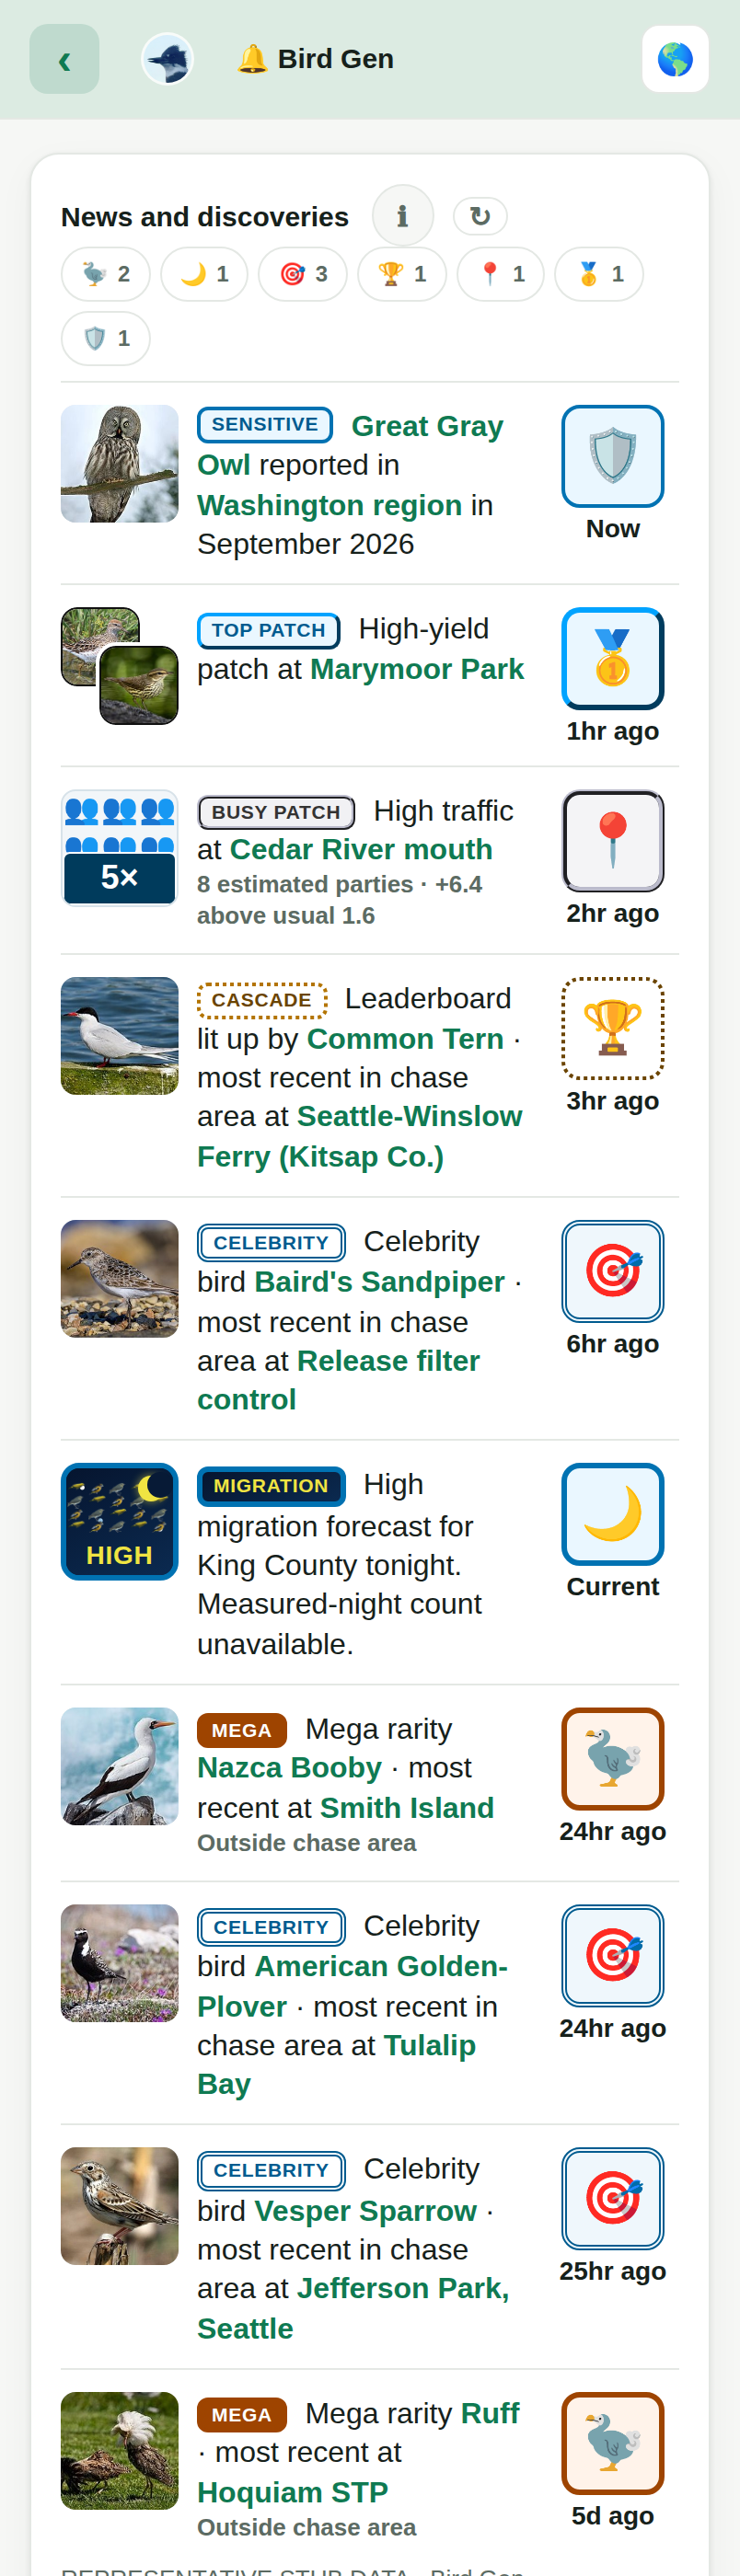 ‹ 🔔 Bird Gen 🌎
News and discoveries ℹ ↻
🦤 2 🌙 1 🎯 3 🏆 1 📍 1 🥇 1
🛡️ 1
SENSITIVE Great Gray
Owl reported in
Washington region in
September 2026
Now
TOP PATCH High-yield
patch at Marymoor Park
1hr ago
5×
BUSY PATCH High traffic
at Cedar River mouth
8 estimated parties · +6.4
above usual 1.6
2hr ago
CASCADE Leaderboard
lit up by Common Tern ·
most recent in chase
area at Seattle-Winslow
Ferry (Kitsap Co.)
3hr ago
CELEBRITY Celebrity
bird Baird's Sandpiper ·
most recent in chase
area at Release filter
control
6hr ago
HIGH
MIGRATION High
migration forecast for
King County tonight.
Measured-night count
unavailable.
Current
MEGA Mega rarity
Nazca Booby · most
recent at Smith Island
Outside chase area
24hr ago
CELEBRITY Celebrity
bird American Golden-
Plover · most recent in
chase area at Tulalip
Bay
24hr ago
CELEBRITY Celebrity
bird Vesper Sparrow ·
most recent in chase
area at Jefferson Park,
Seattle
25hr ago
MEGA Mega rarity Ruff
· most recent at
Hoquiam STP
Outside chase area
5d ago
REPRESENTATIVE STUB DATA · Bird Gen